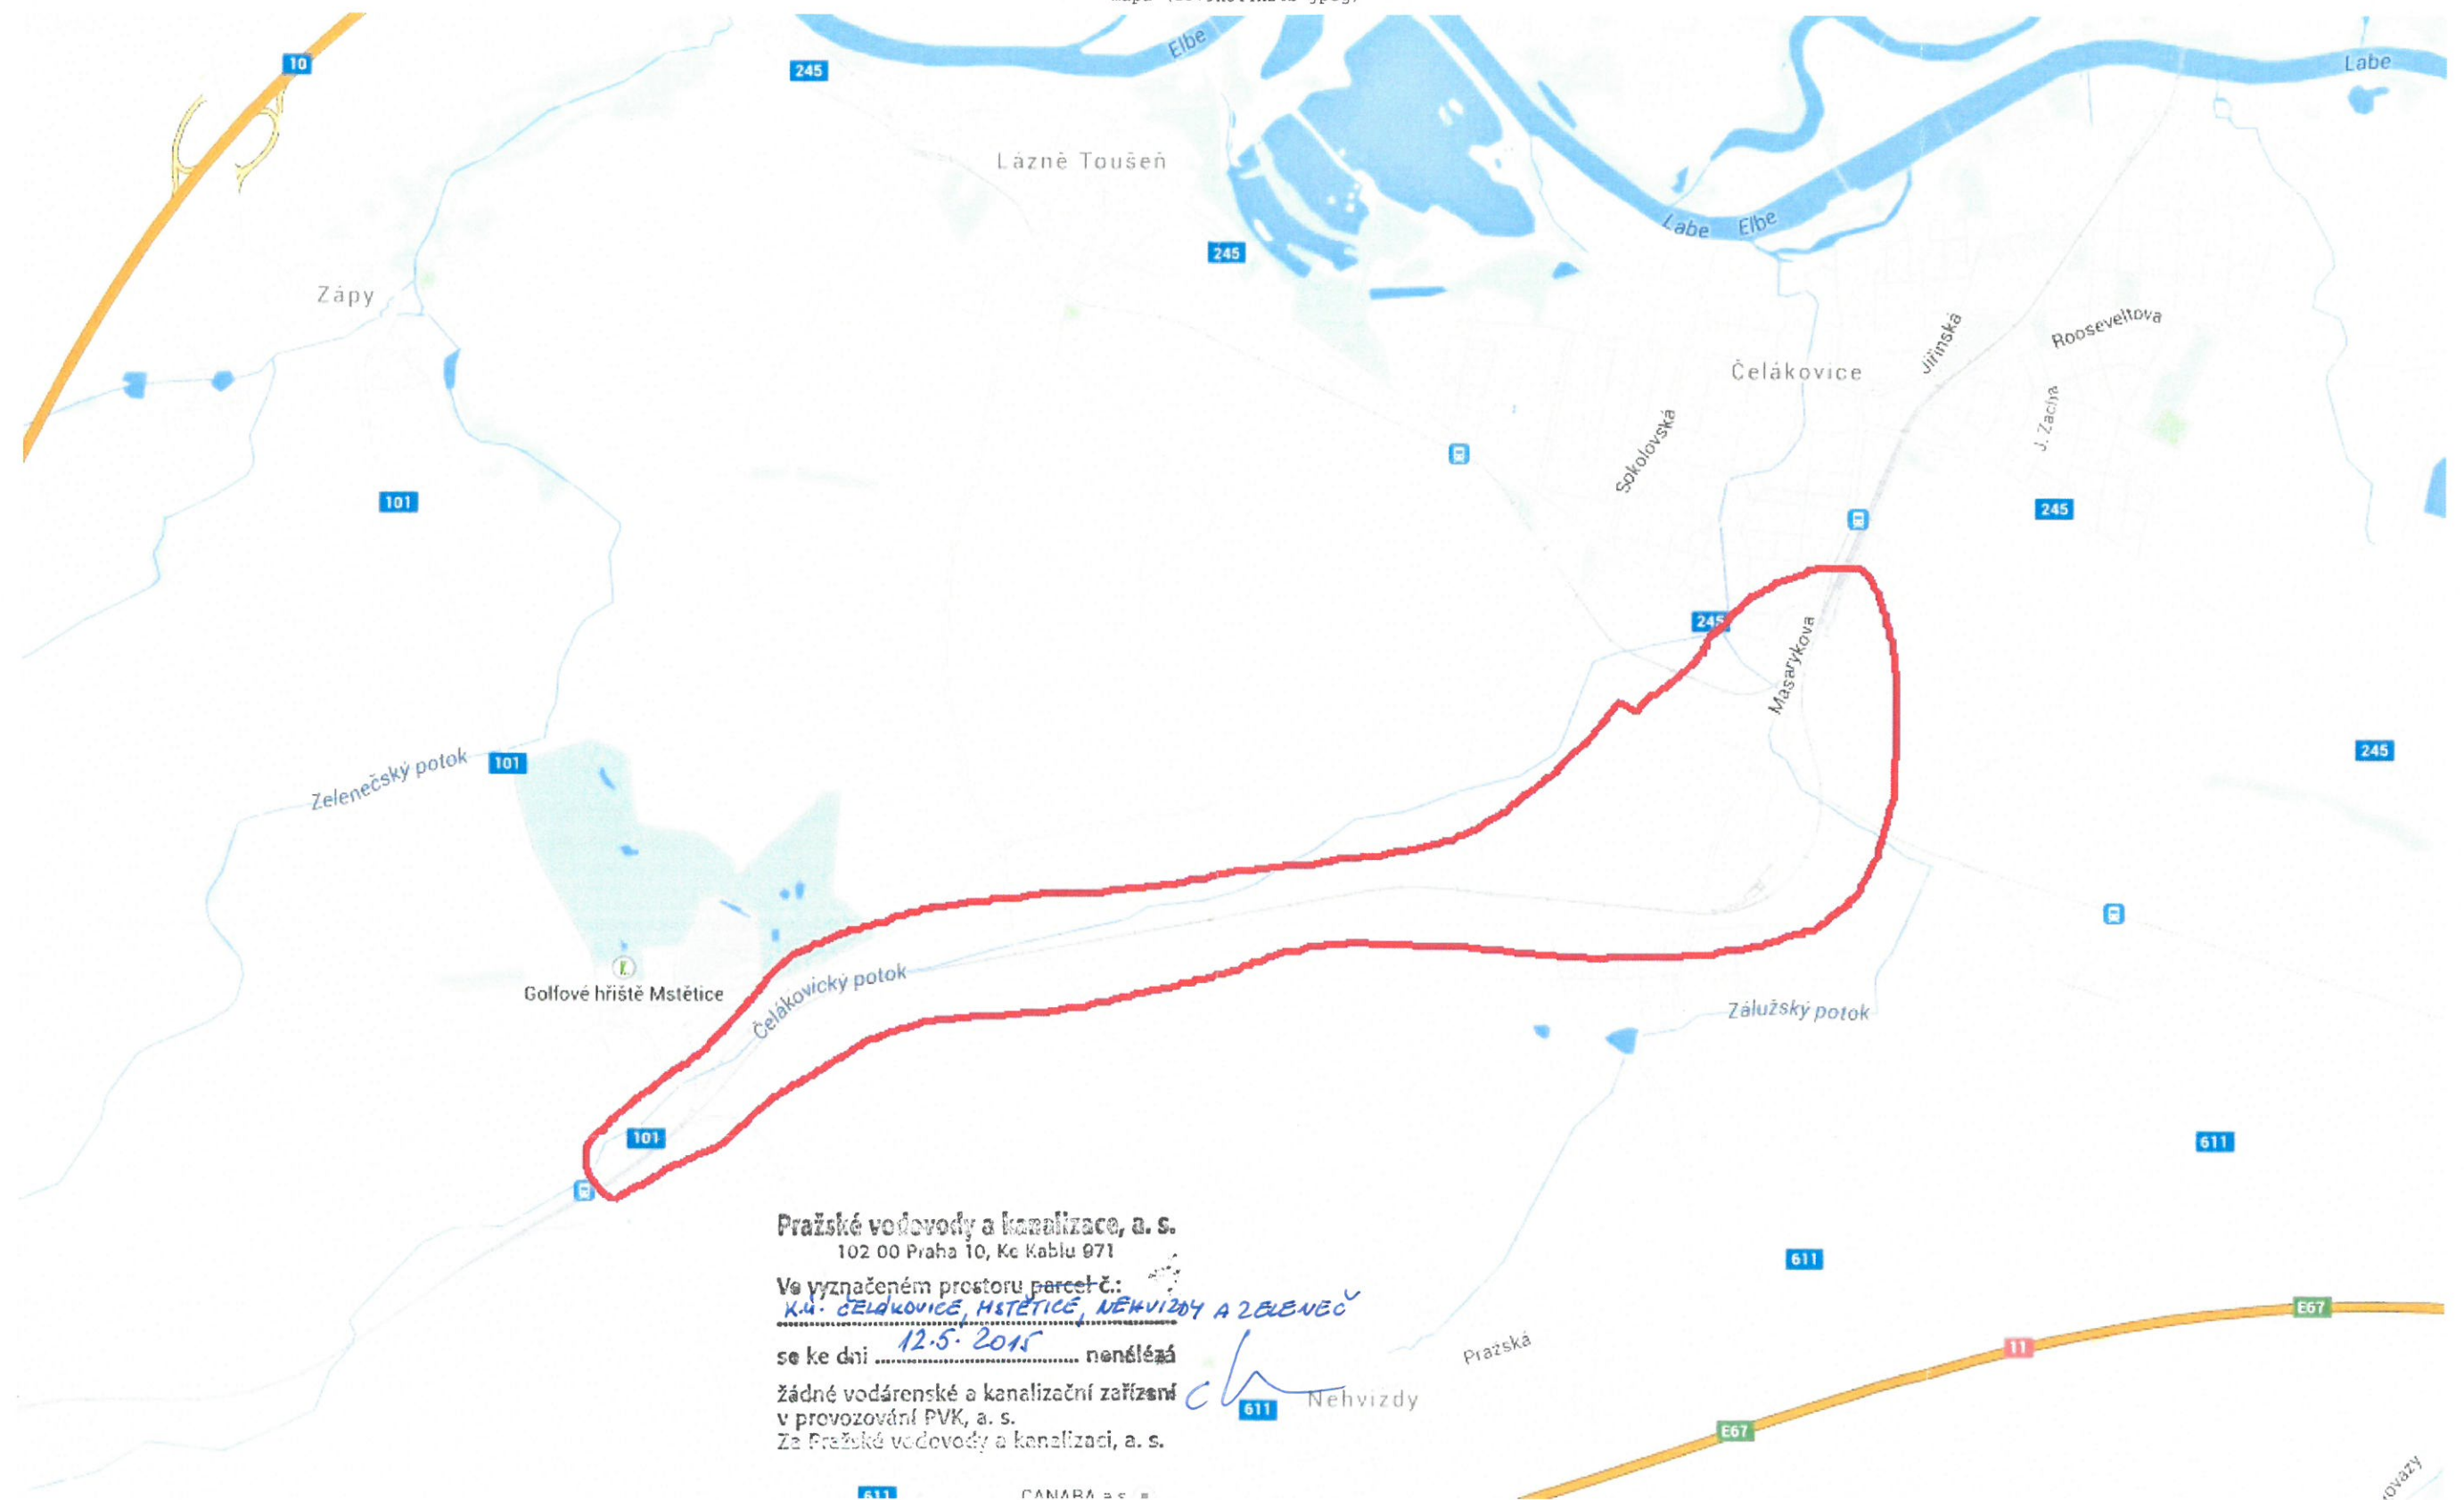 10
245
Elbe
Labe
Lázně Toušeň
245
Labe
Elbe
Zápy
Jiřinská
Rooseveltova
Čelákovice
J. Zacha
Sokolovská
101
245
245
Masarykova
101
Zelenečský potok
245
Čelákovický potok
Golfové hřiště Mstětice
Zálužský potok
101
611
Pražské vodovody a kanalizace, a. s.
102 00 Praha 10, Ke Kablu 971
Ve vyznačeném prostoru parcel č.:
K.Ú. ČELÁKOVICE, MSTĚTICE, NEHVIZDY A ZELENEČ
se ke dni 12.5. 2015 nenalézá
žádné vodárenské a kanalizační zařízení
v provozování PVK, a. s.
Za Pražské vodovody a kanalizaci, a. s.
611
E67
11
Pražská
Nehvizdy
611
E67
611
CANABA a.s.